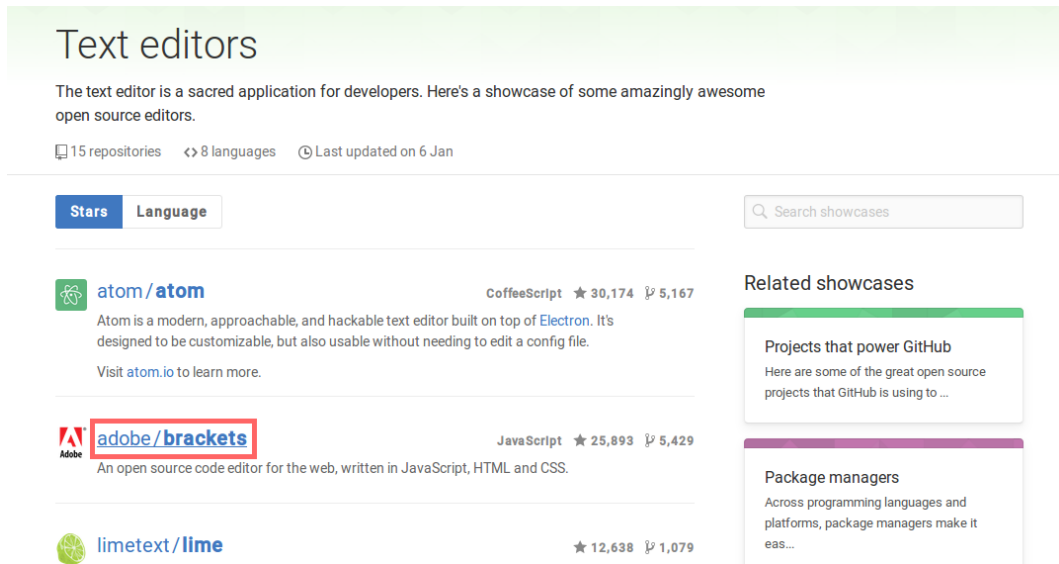 Text editors
The text editor is a sacred application for developers. Here's a showcase of some amazingly awesome
open source editors.
15 repositories <> 8 languages Last updated on 6 Jan
Stars Language
Search showcases
atom/atom
CoffeeScript ★ 30,174 5,167
Atom is a modern, approachable, and hackable text editor built on top of Electron. It's
designed to be customizable, but also usable without needing to edit a config file.
Visit atom.io to learn more.
Adobe
adobe/brackets
JavaScript ★ 25,893 5,429
An open source code editor for the web, written in JavaScript, HTML and CSS.
limetext/lime
★ 12,638 1,079
Related showcases
Projects that power GitHub
Here are some of the great open source
projects that GitHub is using to ...
Package managers
Across programming languages and
platforms, package managers make it
eas...